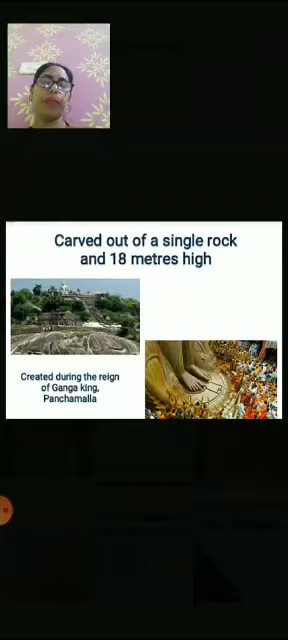 Carved out of a single rock
and 18 metres high
Created during the reign
of Ganga king,
Panchamalla